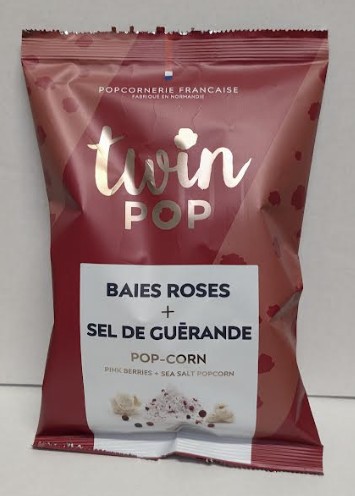 POPCORNERIE FRANÇAISE
FABRIQUÉ EN NORMANDIE
twin
POP
BAIES ROSES
+
SEL DE GUÉRANDE
POP-CORN
PINK BERRIES + SEA SALT POPCORN